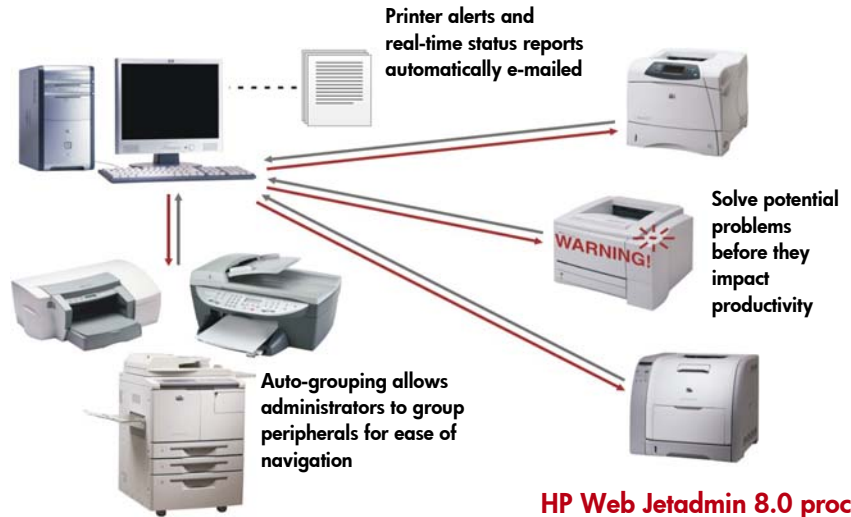 Printer alerts and
real-time status reports
automatically e-mailed
WARNING!
Solve potential
problems
before they
impact
productivity
Auto-grouping allows
administrators to group
peripherals for ease of
navigation
HP Web Jetadmin 8.0 proc